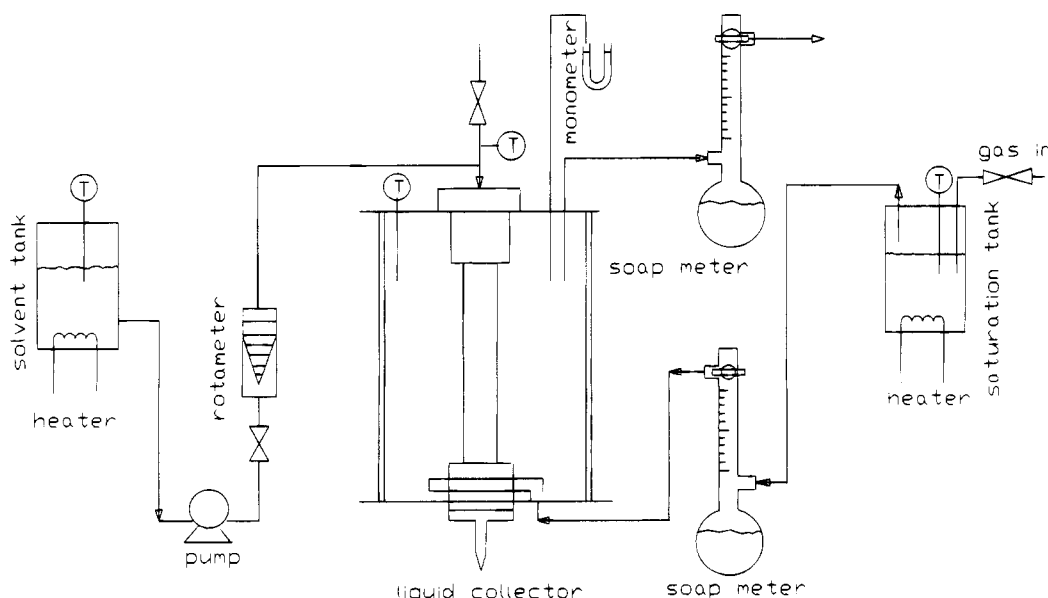 monometer
T
gas in
T
T
T
solvent tank
soap meter
saturation tank
rotameter
heater
heater
pump
liquid collector
soap meter